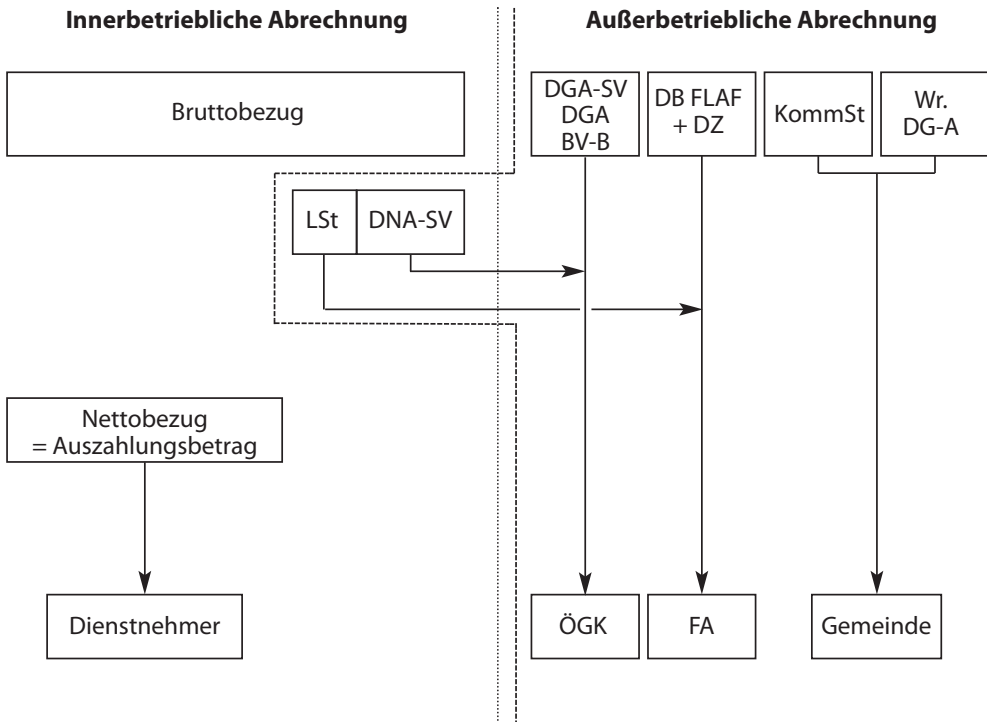 Innerbetriebliche Abrechnung
Außerbetriebliche Abrechnung
Bruttobezug
DGA-SV
DGA
BV-B
DB FLAF
+ DZ
KommSt
Wr.
DG-A
LSt
DNA-SV
Nettobezug
= Auszahlungsbetrag
Dienstnehmer
ÖGK
FA
Gemeinde